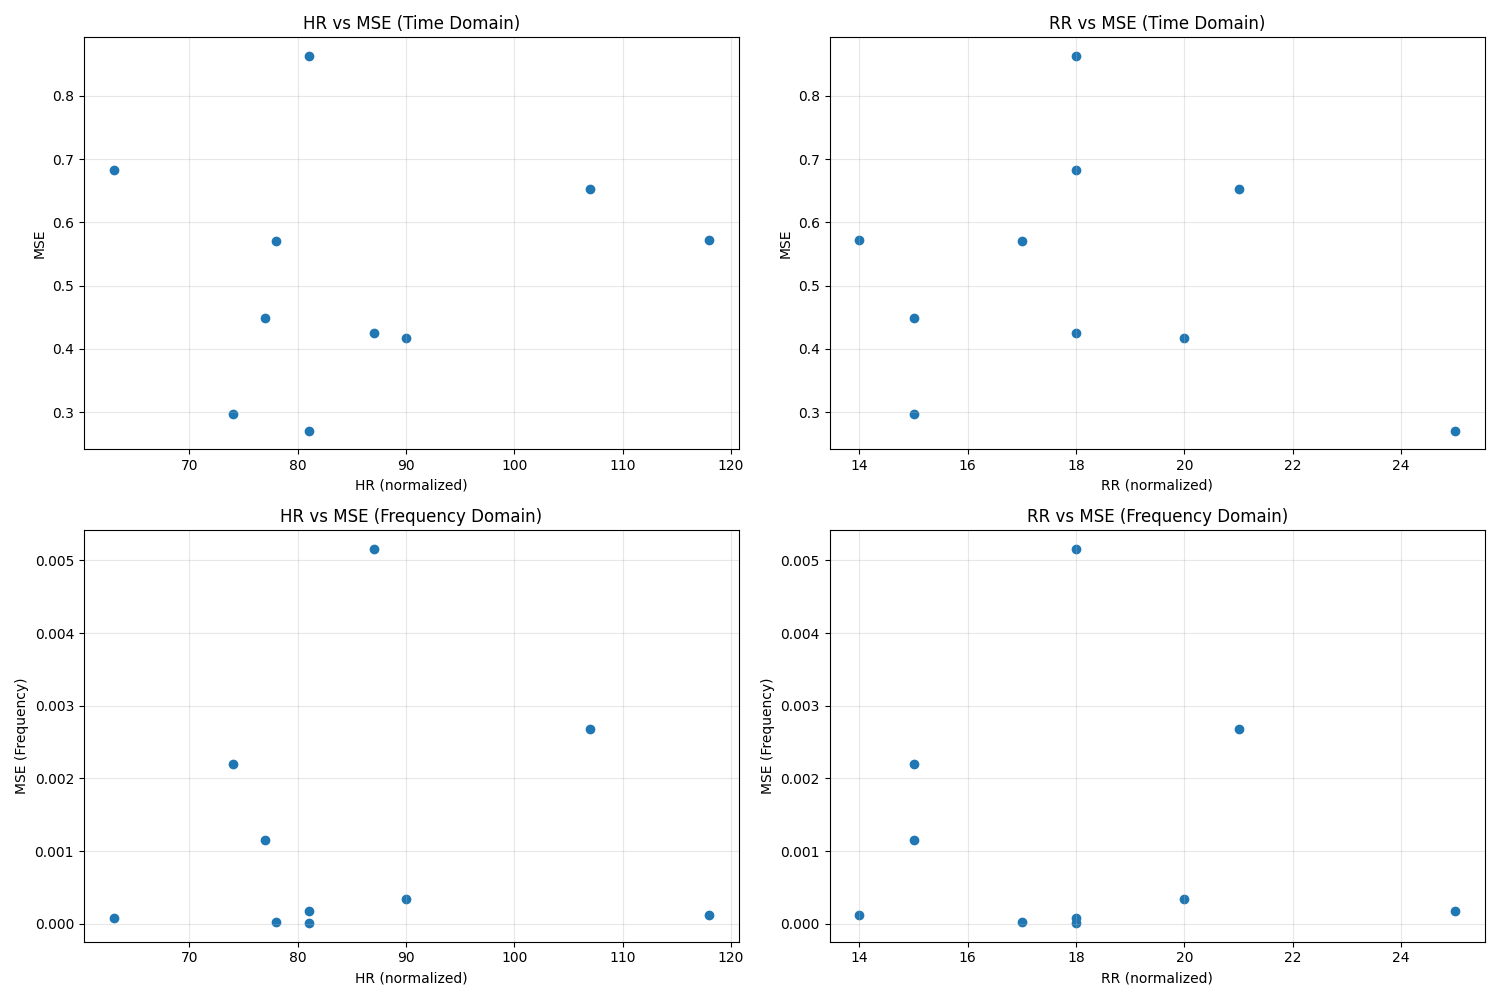 HR vs MSE (Time Domain)
MSE
0.8
0.7
0.6
0.5
0.4
0.3
70 80 90 100 110 120
HR (normalized)
RR vs MSE (Time Domain)
MSE
0.8
0.7
0.6
0.5
0.4
0.3
14 16 18 20 22 24
RR (normalized)
HR vs MSE (Frequency Domain)
MSE (Frequency)
0.005
0.004
0.003
0.002
0.001
0.000
70 80 90 100 110 120
HR (normalized)
RR vs MSE (Frequency Domain)
MSE (Frequency)
0.005
0.004
0.003
0.002
0.001
0.000
14 16 18 20 22 24
RR (normalized)